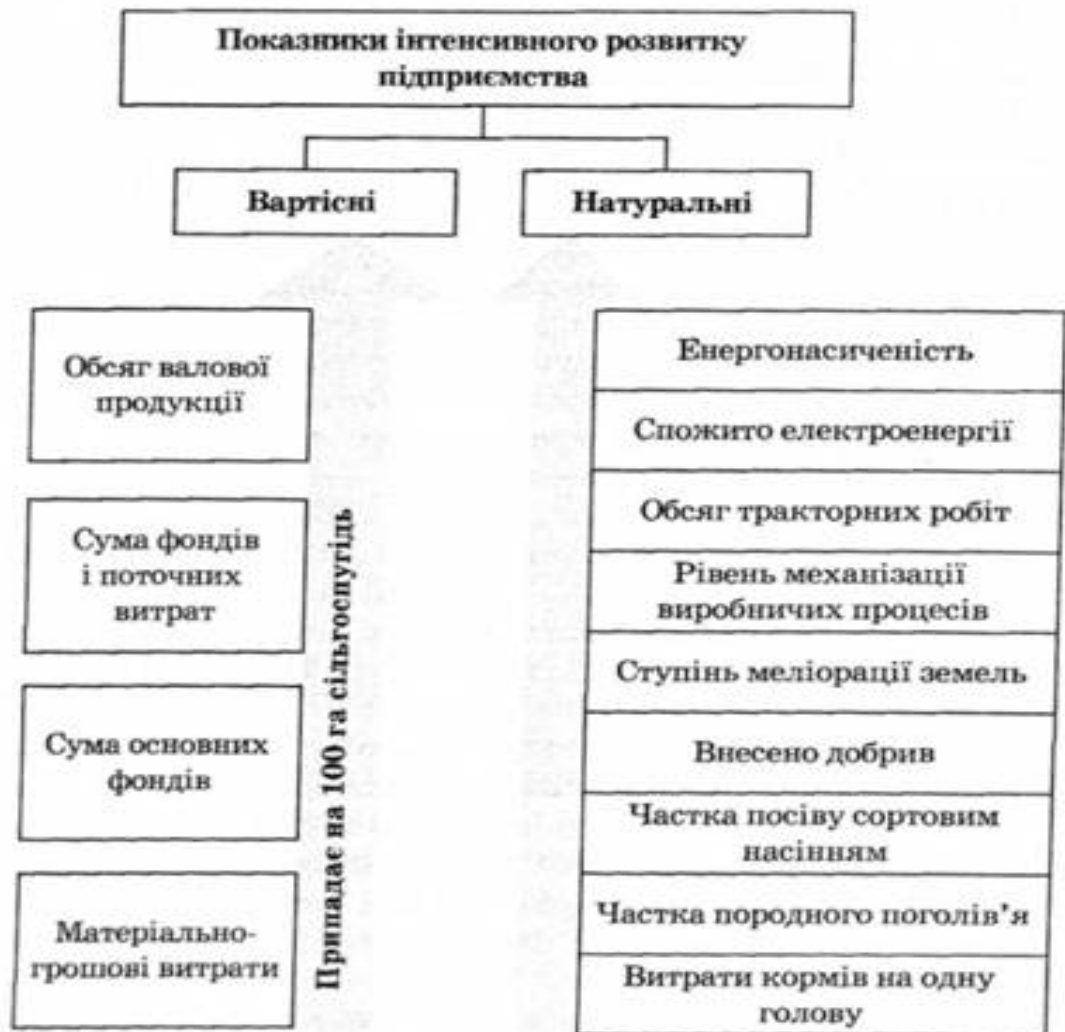 Показники інтенсивного розвитку
підприємства
Вартісні
Натуральні
Обсяг валової
продукції
Сума фондів
і поточних
витрат
Сума основних
фондів
Матеріально-
грошові витрати
Припадає на 100 га сільгоспугідь
Енергонасиченість
Спожито електроенергії
Обсяг тракторних робіт
Рівень механізації
виробничих процесів
Ступінь меліорації земель
Внесено добрив
Частка посіву сортовим
насінням
Частка породного поголів’я
Витрати кормів на одну
голову